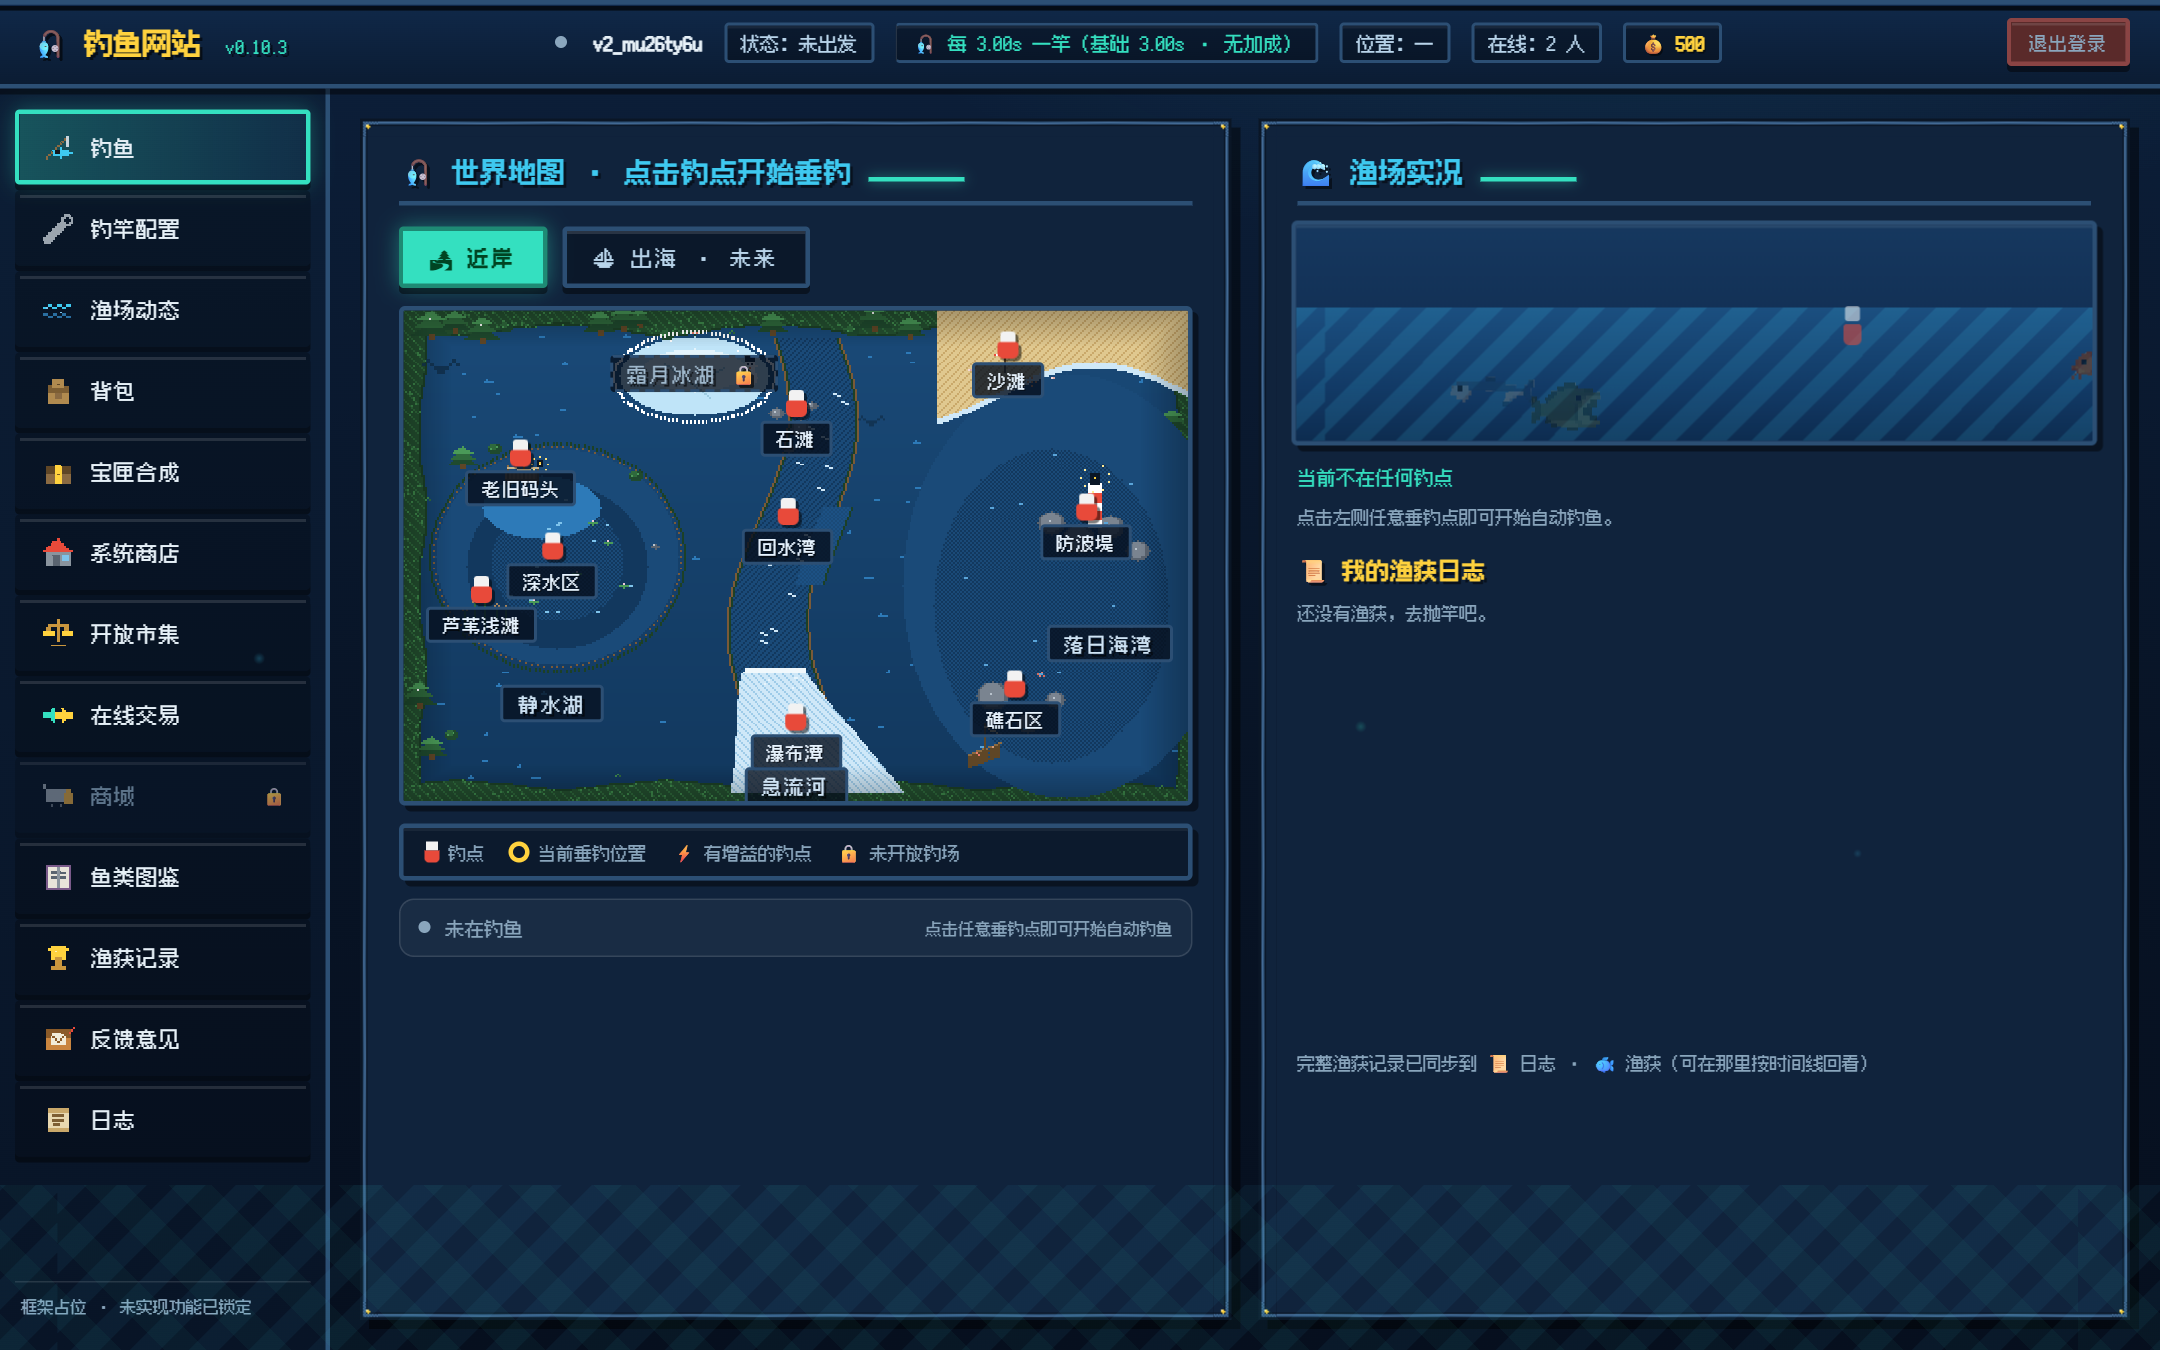 钓鱼网站 v0.10.3
v2_mu26ty6u
状态: 未出发
每 3.00s 一竿 (基础 3.00s · 无加成)
位置: —
在线: 2 人
500
退出登录
钓鱼
钓竿配置
渔场动态
背包
宝匣合成
系统商店
开放市集
在线交易
商城
鱼类图鉴
渔获记录
反馈意见
日志
框架占位 · 未实现功能已锁定
世界地图 · 点击钓点开始垂钓
近岸
出海 · 未来
霜月冰湖
沙滩
石滩
老旧码头
回水湾
防波堤
深水区
芦苇浅滩
落日海湾
静水湖
礁石区
瀑布潭
急流河
钓点
当前垂钓位置
有增益的钓点
未开放钓场
未在钓鱼
点击任意垂钓点即可开始自动钓鱼
渔场实况
当前不在任何钓点
点击左侧任意垂钓点即可开始自动钓鱼。
我的渔获日志
还没有渔获，去抛竿吧。
完整渔获记录已同步到 日志 · 渔获 (可在那里按时间线回看)